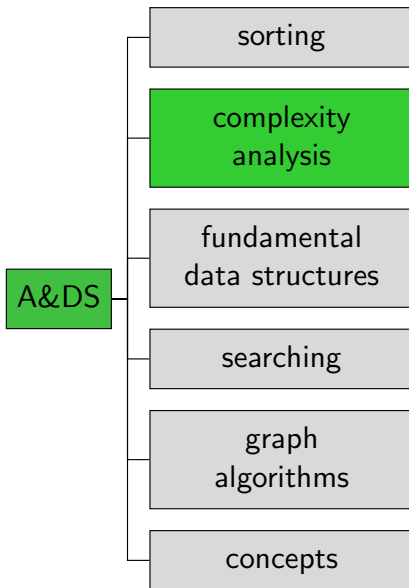 sorting
complexity
analysis
fundamental
data structures
A&DS
searching
graph
algorithms
concepts